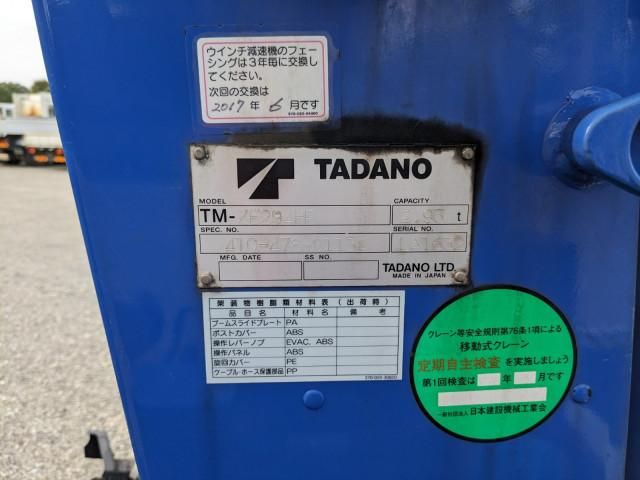 ウインチ減速機のフェー
シングは３年毎に交換し
てください。
次回の交換は
2017 年 6 月です
TADANO
MODEL
CAPACITY
TM-ZE294HR 2.93 t
SPEC. NO. SERIAL NO.
MFG. DATE SS NO.
TADANO LTD.
MADE IN JAPAN
架装物樹脂類材料表（出荷時）
品目 材料 備考
ブームスライドプレート PA
ポストカバー ABS
操作レバーノブ EVAC, ABS
操作パネル ABS
旋回カバー PE
ケーブル ホース保護部品 PP
クレーン等安全規則第76条1項による
移動式クレーン
定期自主検査を実施しましょう
第1回検査は 年 月です
一般社団法人 日本建設機械工業会